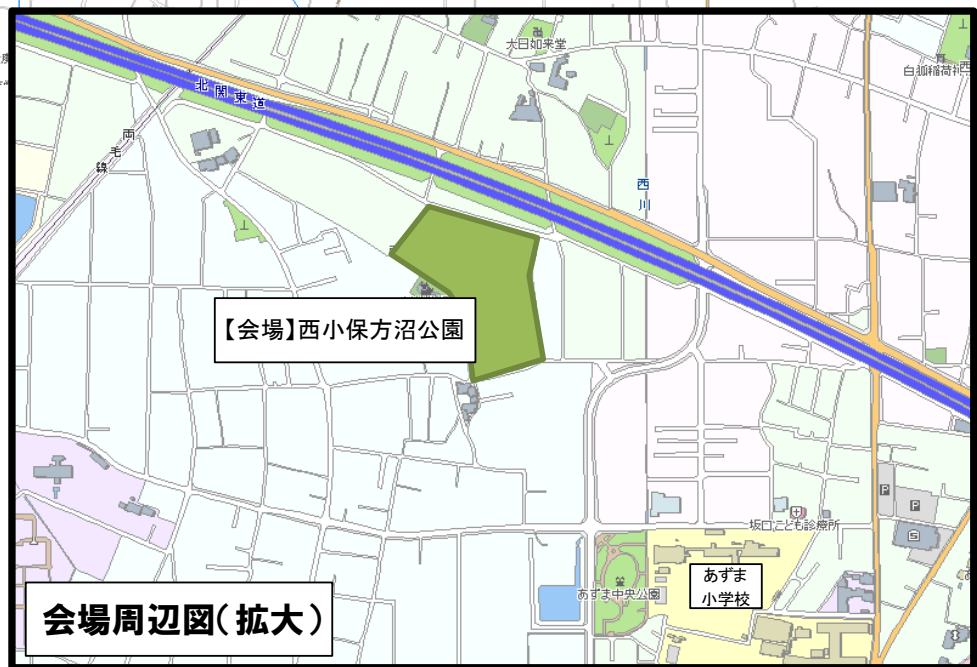 大日如来堂
白狐稲荷神
北関東道
両毛線
西川
【会場】西小保方沼公園
坂口こども診療所
P
P
S
あずま中央公園
あずま
小学校
会場周辺図(拡大)